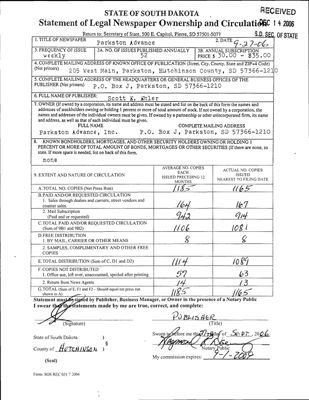 RECEIVED
STATE OF SOUTH DAKOTA
Statement of Legal Newspaper Ownership and Circulation
DEC 14 2006
Return to: Secretary of State, 500 E. Capitol, Pierre, SD 57501-5077
S.D. SEC. OF STATE
1. TITLE OF NEWSPAPER
Parkston Advance
2. DATE
9-27-06
3. FREQUENCY OF ISSUE
weekly
3A. NO. OF ISSUES PUBLISHED ANNUALLY
52
3B. ANNUAL SUBSCRIPTION PRICE $ 30.00 - $35.00
4. COMPLETE MAILING ADDRESS OF KNOWN OFFICE OF PUBLICATION (Street, City, County, State and ZIP+4 Code) (Not printers)
205 West Main, Parkston, Hutchinson County, SD 57366-1210
5. COMPLETE MAILING ADDRESS OF THE HEADQUARTERS OR GENERAL BUSINESS OFFICES OF THE
PUBLISHER (Not printer)
P.O. Box J, Parkston, SD 57366-1210
6. FULL NAME OF PUBLISHER:
Scott E. Ehler
7. OWNER (If owned by a corporation, its name and address must be stated and also on the back of this form the names and
addresses of stockholders owning or holding 1 percent or more of total amount of stock. If not owned by a corporation, the
names and addresses of the individual owners must be given. If owned by a partnership or other unincorporated firm, its name
and address, as well as that of each individual must be given.
FULL NAME
COMPLETE MAILING ADDRESS
Parkston Advance, Inc.
P.O. Box J, Parkston, SD 57366-1210
8. KNOWN BONDHOLDERS, MORTGAGES, AND OTHER SECURITY HOLDERS OWNING OR HOLDING 1
PERCENT OR MORE OF TOTAL AMOUNT OF BONDS, MORTGAGES OR OTHER SECURITIES (If there are none, so
state. If more space is needed, list on back of this form.
none
9. EXTENT AND NATURE OF CIRCULATION
AVERAGE NO. COPIES
EACH
ISSUED PRECEDING 12
MONTHS
ACTUAL NO. COPIES
ISSUED
NEAREST TO FILING DATE
A. TOTAL NO. COPIES (Net Press Run)
1185
1165
B. PAID AND/OR REQUESTED CIRCULATION
1. Sales through dealers and carriers, street vendors and
counter sales.
164
167
2. Mail Subscription
(Paid and or requested)
942
914
C. TOTAL PAID AND/OR REQUESTED CIRCULATION
(Sum of 9B1 and 9B2)
1106
1081
D. FREE DISTRIBUTION
1. BY MAIL, CARRIER OR OTHER MEANS
8
8
2. SAMPLES, COMPLIMENTARY AND OTHER FREE
COPIES
E. TOTAL DISTRIBUTION (Sum of C, D1 and D2)
1114
1089
F. COPIES NOT DISTRIBUTED
1. Office use, left over, unaccounted, spoiled after printing
57
63
2. Return from News Agents
14
13
G. TOTAL (Sum of E, F1 and F2 - Should equal net press run
shown in A)
1185
1165
Statement must be signed by Publisher, Business Manager, or Owner in the presence of a Notary Public
I swear that the statements made by me are true, correct, and complete:
PUBLISHER
(Signature)
(Title)
State of South Dakota )
§
County of HUTCHINSON )
(Seal)
Sworn to before me this
of SEPT. 2006
Notary Public
My commission expires:
Form: SOS REC 051 7/2004